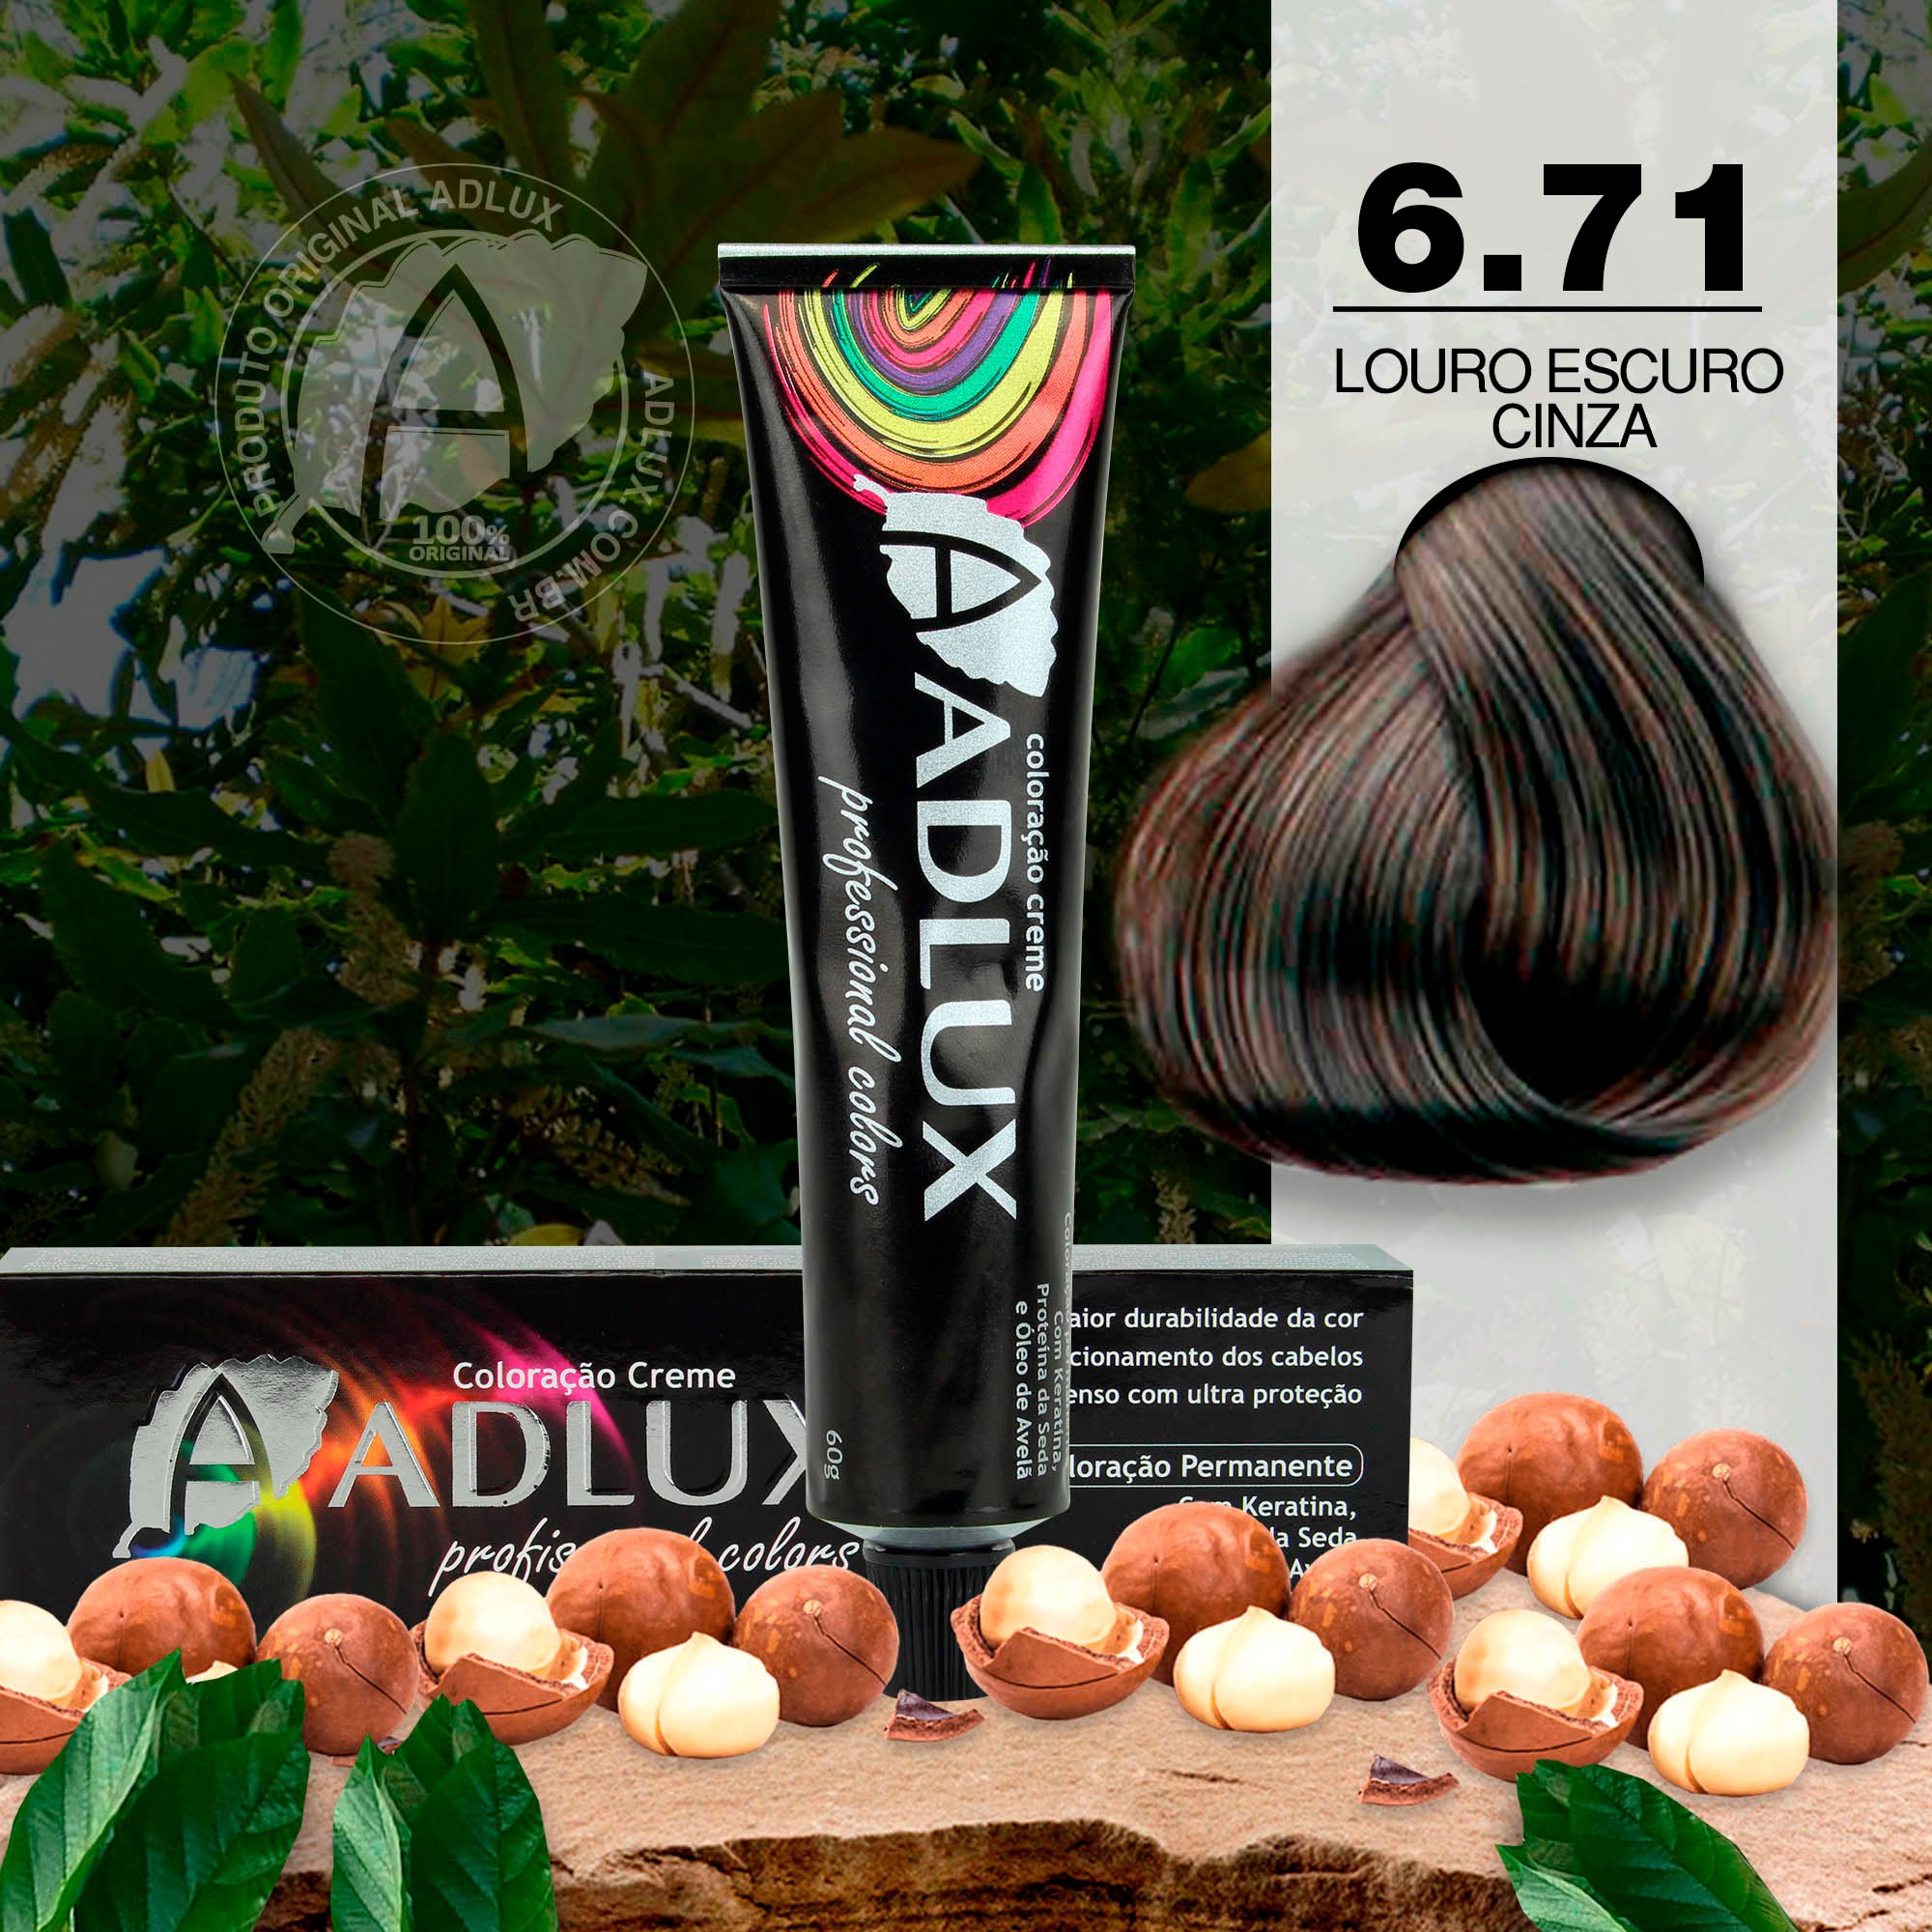 PRODUTO ORIGINAL ADLUX
ADLUX.COM.BR
100%
ORIGINAL
6.71
LOURO ESCURO
CINZA
coloração creme
ADLUX
professional colors
Com Keratina,
Proteína da Seda
e Óleo de Avelã
60g
Coloração Creme
ADLUX
colors
aior durabilidade da cor
cionamento dos cabelos
enso com ultra proteção
loração Permanente
Keratina,
la Seda